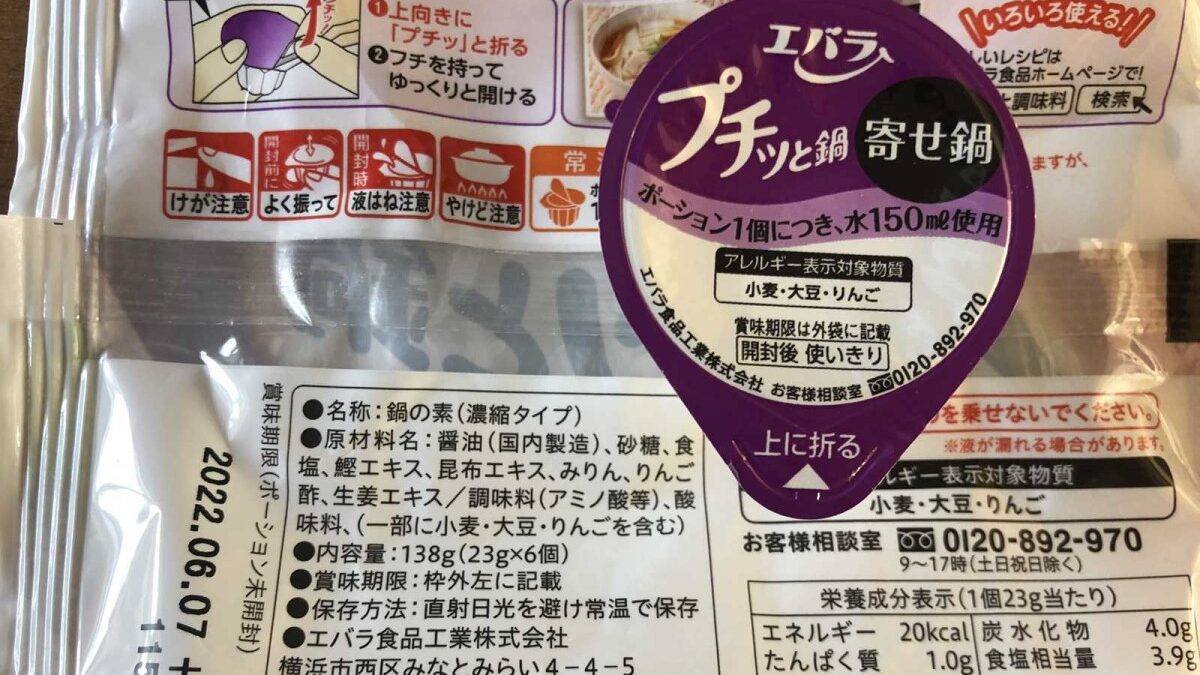 プチッ!
❶上向きに
「プチッ」と折る
❷フチを持って
ゆっくりと開ける
けが注意
開封前に
よく振って
開封時
液はね注意
やけど注意
いろいろ使える!!
レシピは
食品ホームページで!
調味料
検索
ますが、
エバラ
プチッと鍋
寄せ鍋
ポーション1個につき、水150㎖使用
アレルギー表示対象物質
小麦・大豆・りんご
賞味期限は外袋に記載
開封後 使いきり
エバラ食品工業株式会社 お客様相談室 0120-892-970
上に折る
を乗せないでください。
※液が漏れる場合があります。
ルギー表示対象物質
小麦・大豆・りんご
お客様相談室 0120-892-970
9〜17時(土日祝日除く)
栄養成分表示(1個23g当たり)
エネルギー 20kcal 炭水化物 4.0g
たんぱく質 1.0g 食塩相当量 3.9g
賞味期限(ポーション未開封)
2022.06.07
●名称:鍋の素(濃縮タイプ)
●原材料名:醤油(国内製造)、砂糖、食
塩、鰹エキス、昆布エキス、みりん、りんご
酢、生姜エキス/調味料(アミノ酸等)、酸
味料、(一部に小麦・大豆・りんごを含む)
●内容量:138g(23g×6個)
●賞味期限:枠外左に記載
●保存方法:直射日光を避け常温で保存
●エバラ食品工業株式会社
横浜市西区みなとみらい4-4-5